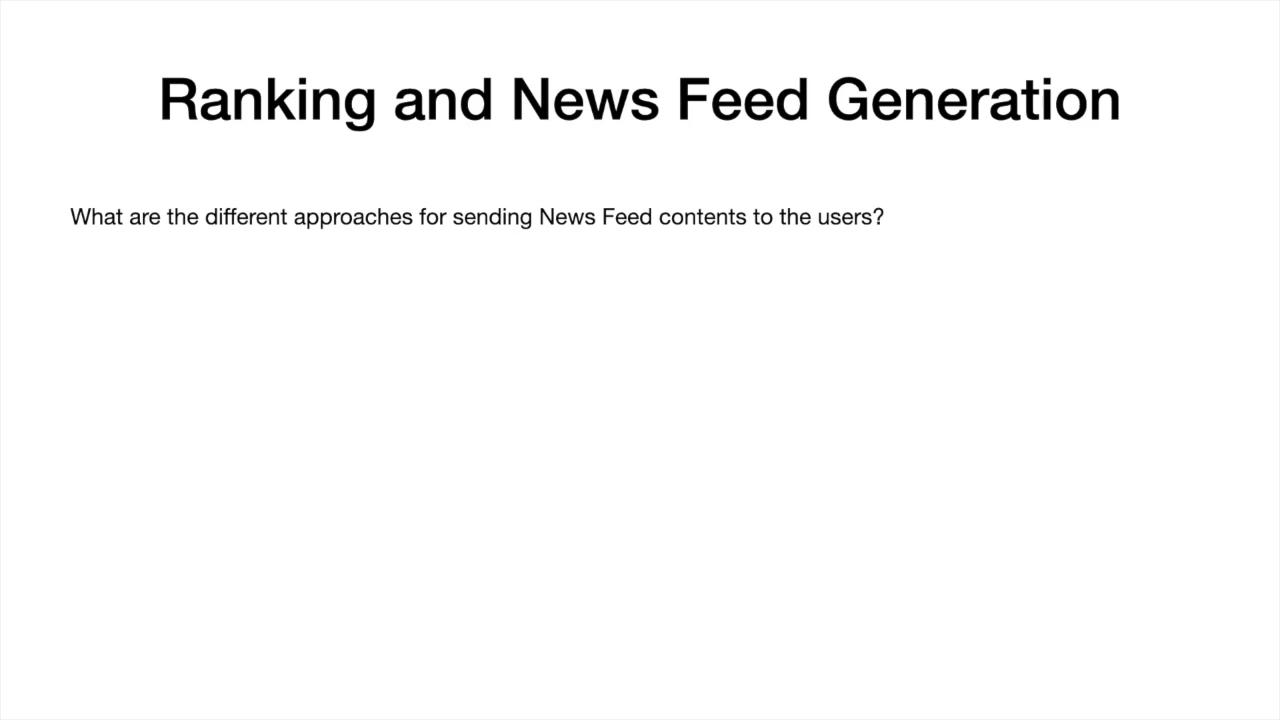 Ranking and News Feed Generation
What are the different approaches for sending News Feed contents to the users?